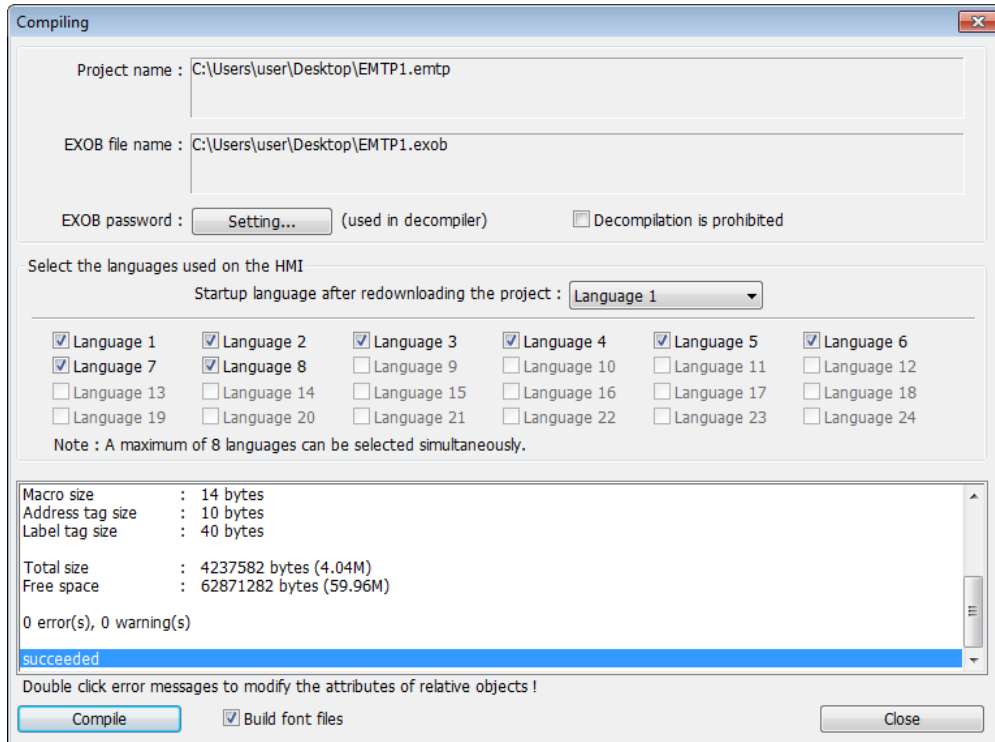 Compiling
Project name : C:\Users\user\Desktop\EMTP1.emtp
EXOB file name : C:\Users\user\Desktop\EMTP1.exob
EXOB password : Setting... (used in decompiler) Decompilation is prohibited
Select the languages used on the HMI
Startup language after redownloading the project : Language 1
Language 1 Language 2 Language 3 Language 4 Language 5 Language 6
Language 7 Language 8 Language 9 Language 10 Language 11 Language 12
Language 13 Language 14 Language 15 Language 16 Language 17 Language 18
Language 19 Language 20 Language 21 Language 22 Language 23 Language 24
Note : A maximum of 8 languages can be selected simultaneously.
Macro size : 14 bytes
Address tag size : 10 bytes
Label tag size : 40 bytes
Total size : 4237582 bytes (4.04M)
Free space : 62871282 bytes (59.96M)
0 error(s), 0 warning(s)
succeeded
Double click error messages to modify the attributes of relative objects !
Compile Build font files Close